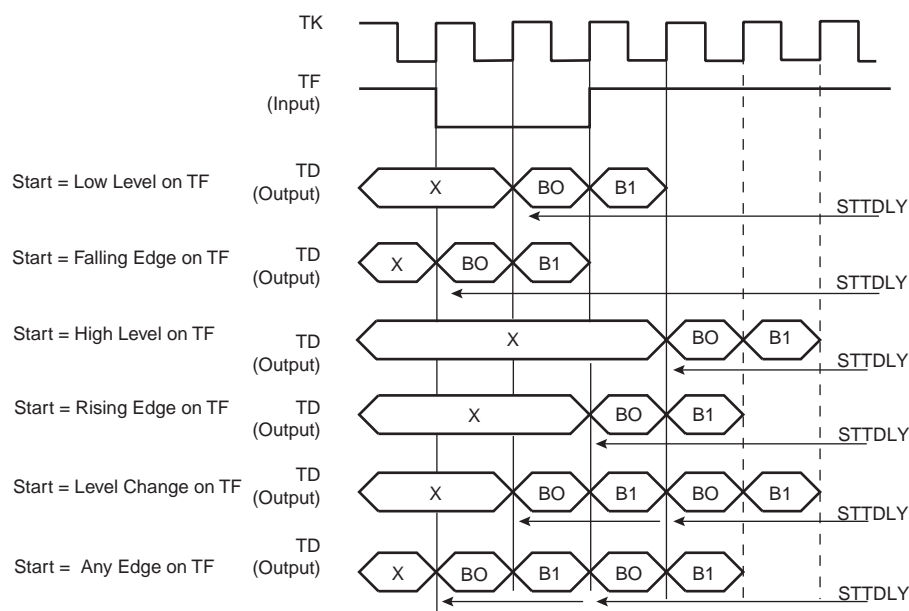 TK
TF
(Input)
Start = Low Level on TF
TD
(Output)
X
BO
B1
STTDLY
Start = Falling Edge on TF
TD
(Output)
X
BO
B1
STTDLY
Start = High Level on TF
TD
(Output)
X
BO
B1
STTDLY
Start = Rising Edge on TF
TD
(Output)
X
BO
B1
STTDLY
Start = Level Change on TF
TD
(Output)
X
BO
B1
BO
B1
STTDLY
Start = Any Edge on TF
TD
(Output)
X
BO
B1
BO
B1
STTDLY